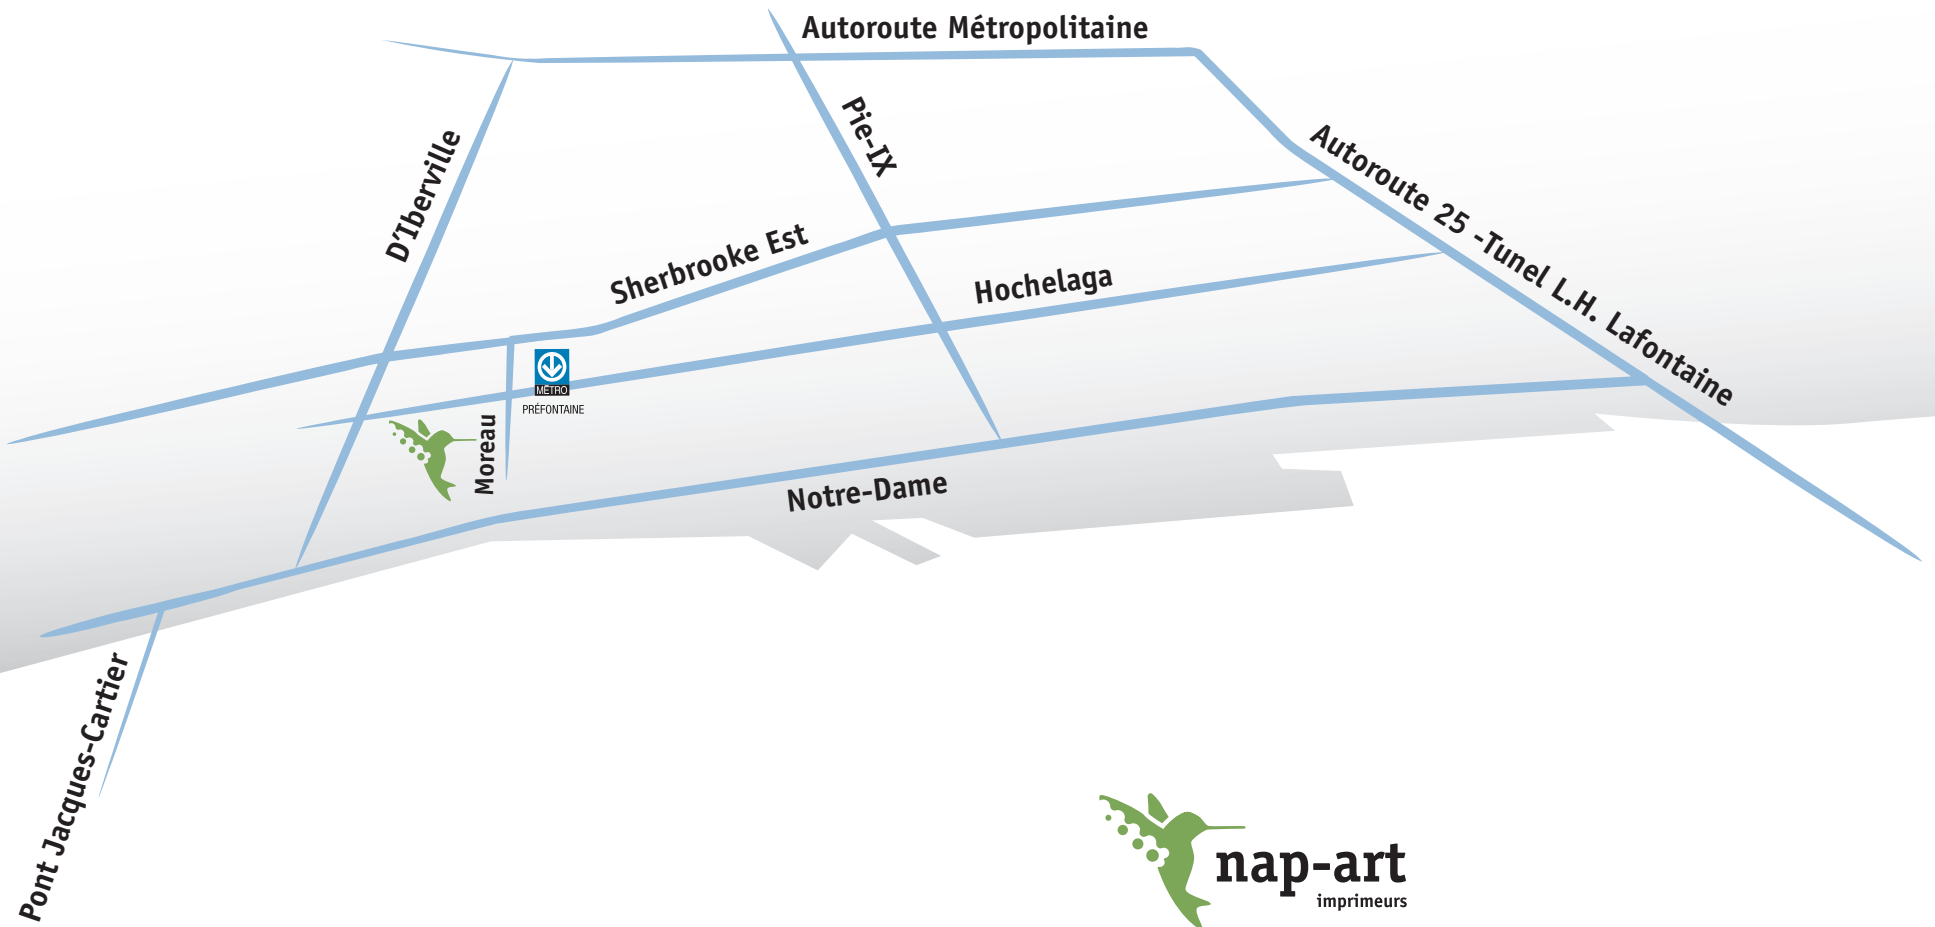 Autoroute Métropolitaine
Pie-IX
D'Iberville
Autoroute 25 -Tunel L.H. Lafontaine
Sherbrooke Est
Hochelaga
MÉTRO
PRÉFONTAINE
Moreau
Notre-Dame
Pont Jacques-Cartier
nap-art
imprimeurs